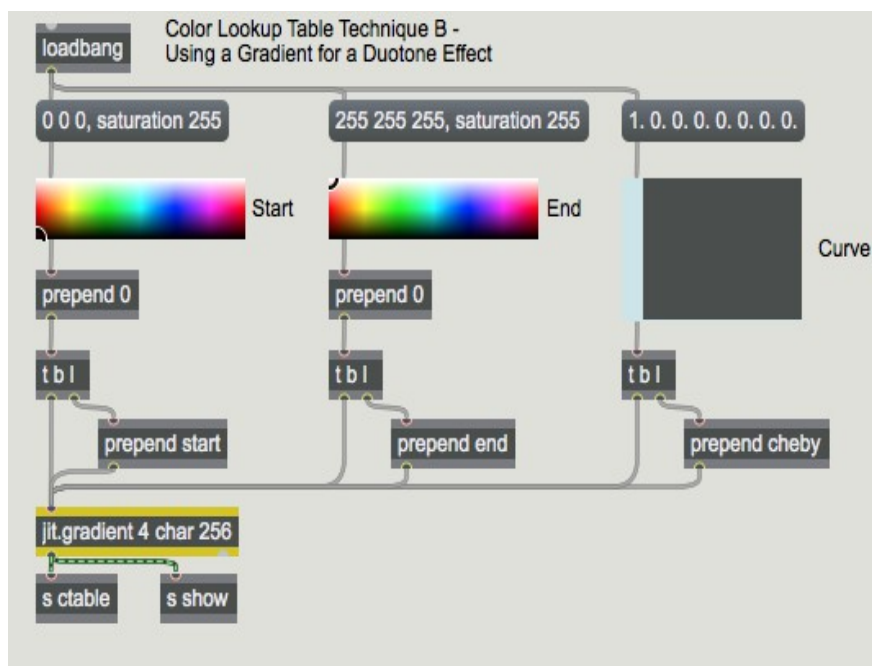 Color Lookup Table Technique B -
Using a Gradient for a Duotone Effect
loadbang
0 0 0, saturation 255
255 255 255, saturation 255
1. 0. 0. 0. 0. 0. 0. 0.
Start
End
Curve
prepend 0
prepend 0
t b l
t b l
t b l
prepend start
prepend end
prepend cheby
jit.gradient 4 char 256
s ctable
s show